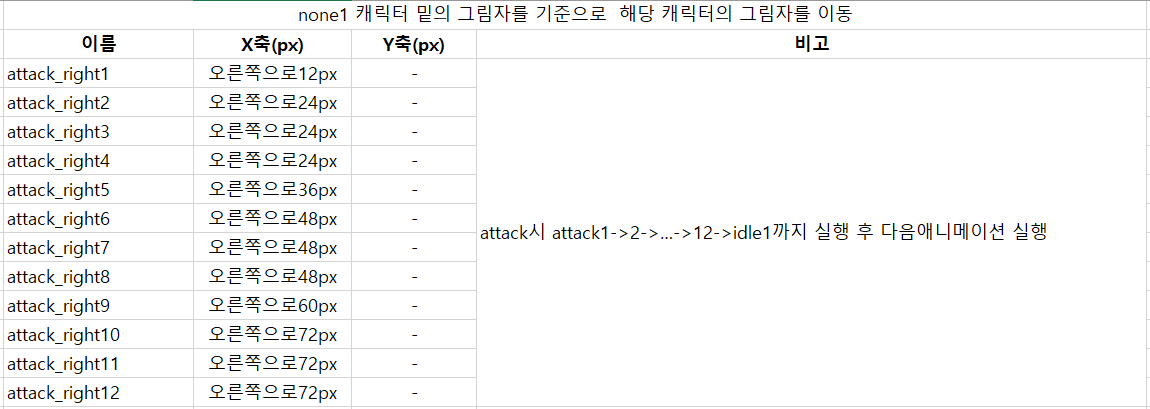 none1 캐릭터 밑의 그림자를 기준으로  해당 캐릭터의 그림자를 이동
이름 X축(px) Y축(px) 비고
attack_right1 오른쪽으로12px -
attack_right2 오른쪽으로24px -
attack_right3 오른쪽으로24px -
attack_right4 오른쪽으로24px -
attack_right5 오른쪽으로36px -
attack_right6 오른쪽으로48px -
attack시 attack1->2->...->12->idle1까지 실행 후 다음애니메이션 실행
attack_right7 오른쪽으로48px -
attack_right8 오른쪽으로48px -
attack_right9 오른쪽으로60px -
attack_right10 오른쪽으로72px -
attack_right11 오른쪽으로72px -
attack_right12 오른쪽으로72px -